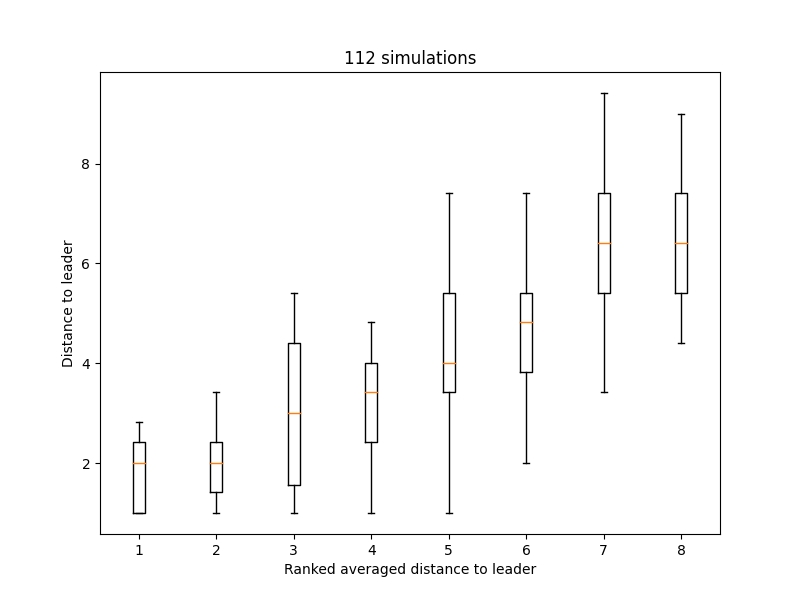 112 simulations
Distance to leader
8
6
4
2
1 2 3 4 5 6 7 8
Ranked averaged distance to leader